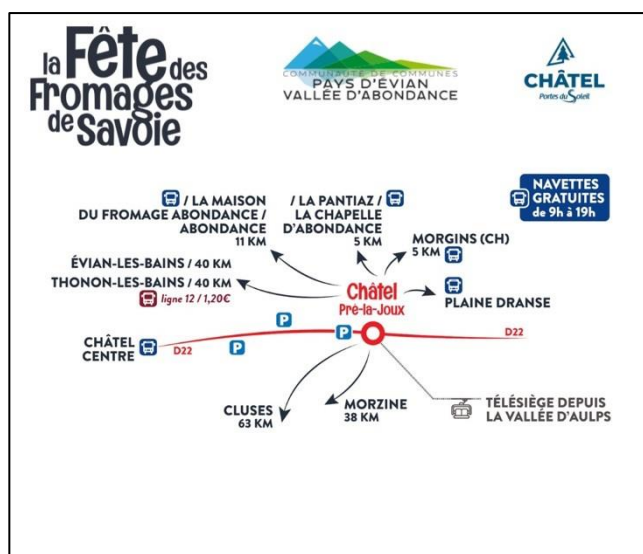 la Fête des
Fromages
de Savoie
COMMUNAUTÉ DE COMMUNES
PAYS D'ÉVIAN
VALLÉE D'ABONDANCE
CHÂTEL
Portes du Soleil
NAVETTES
GRATUITES
de 9h à 19h
/ LA MAISON
DU FROMAGE ABONDANCE /
ABONDANCE
11 KM
/ LA PANTIAZ /
LA CHAPELLE
D'ABONDANCE
5 KM
MORGINS (CH)
5 KM
ÉVIAN-LES-BAINS / 40 KM
THONON-LES-BAINS / 40 KM
ligne 12 / 1,20€
Châtel
Pré-la-Joux
PLAINE DRANSE
P
P
P
CHÂTEL
CENTRE
D22
D22
CLUSES
63 KM
MORZINE
38 KM
TÉLÉSIÈGE DEPUIS
LA VALLÉE D'AULPS